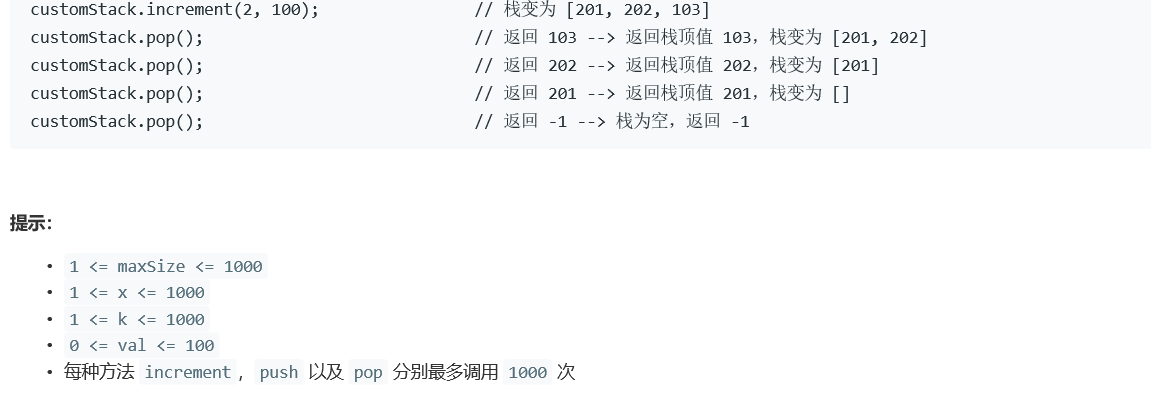 customStack.increment(2, 100); // 栈变为 [201, 202, 103]
customStack.pop(); // 返回 103 --> 返回栈顶值 103，栈变为 [201, 202]
customStack.pop(); // 返回 202 --> 返回栈顶值 202，栈变为 [201]
customStack.pop(); // 返回 201 --> 返回栈顶值 201，栈变为 []
customStack.pop(); // 返回 -1 --> 栈为空，返回 -1
提示：
• 1 <= maxSize <= 1000
• 1 <= x <= 1000
• 1 <= k <= 1000
• 0 <= val <= 100
• 每种方法 increment，push 以及 pop 分别最多调用 1000 次